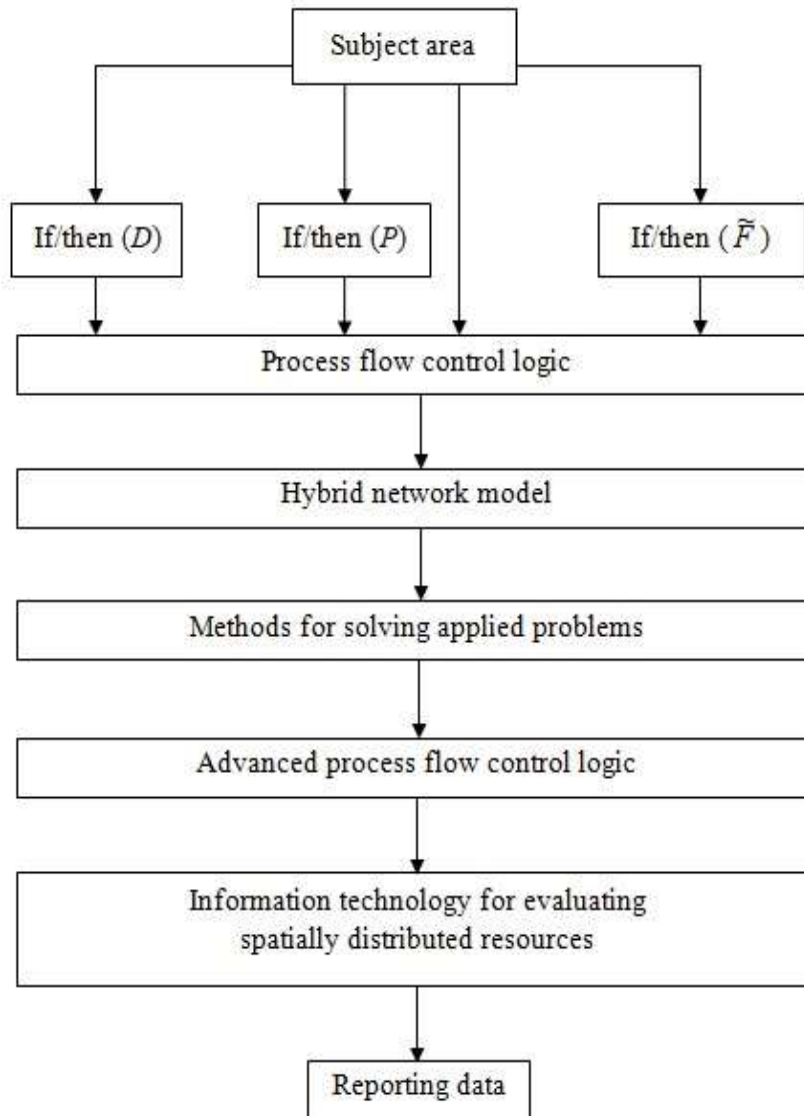 Subject area
If/then (D)
If/then (P)
If/then ( F̃ )
Process flow control logic
Hybrid network model
Methods for solving applied problems
Advanced process flow control logic
Information technology for evaluating
spatially distributed resources
Reporting data